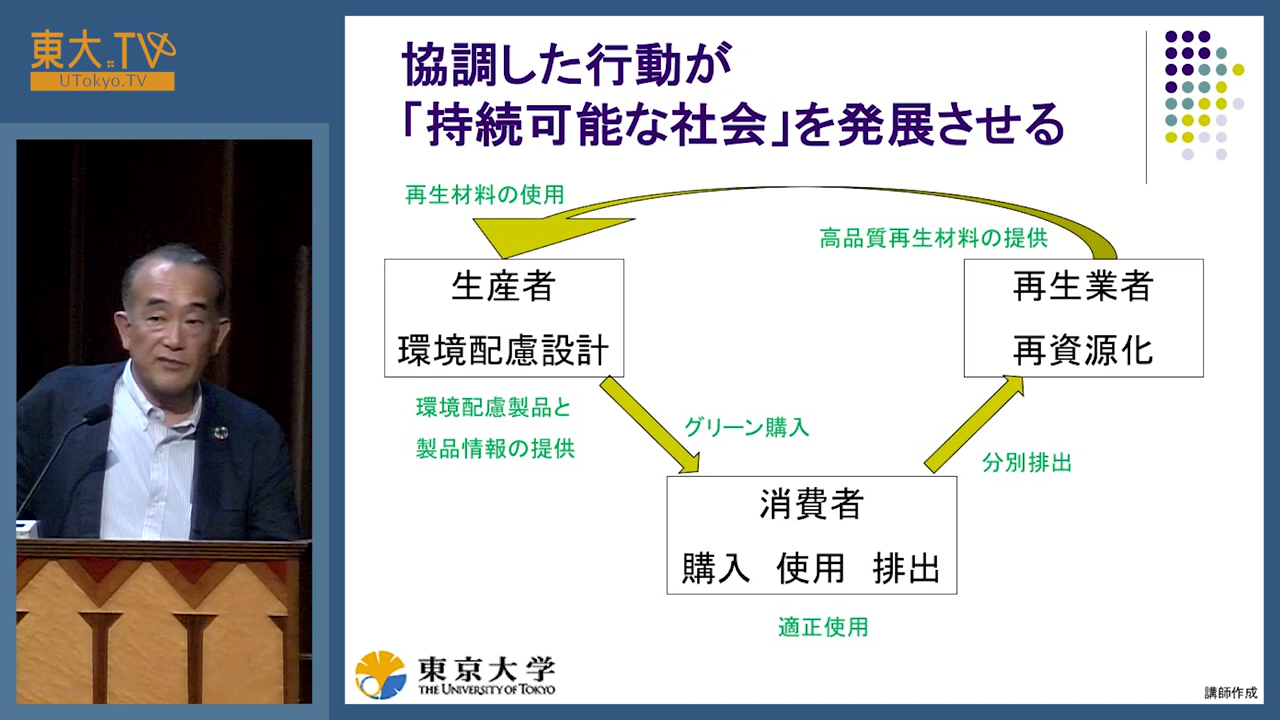 東大.TV
UTokyo.TV
協調した行動が
「持続可能な社会」を発展させる
再生材料の使用
高品質再生材料の提供
生産者
環境配慮設計
再生業者
再資源化
環境配慮製品と
製品情報の提供
グリーン購入
分別排出
消費者
購入 使用 排出
適正使用
東京大学
THE UNIVERSITY OF TOKYO
講師作成